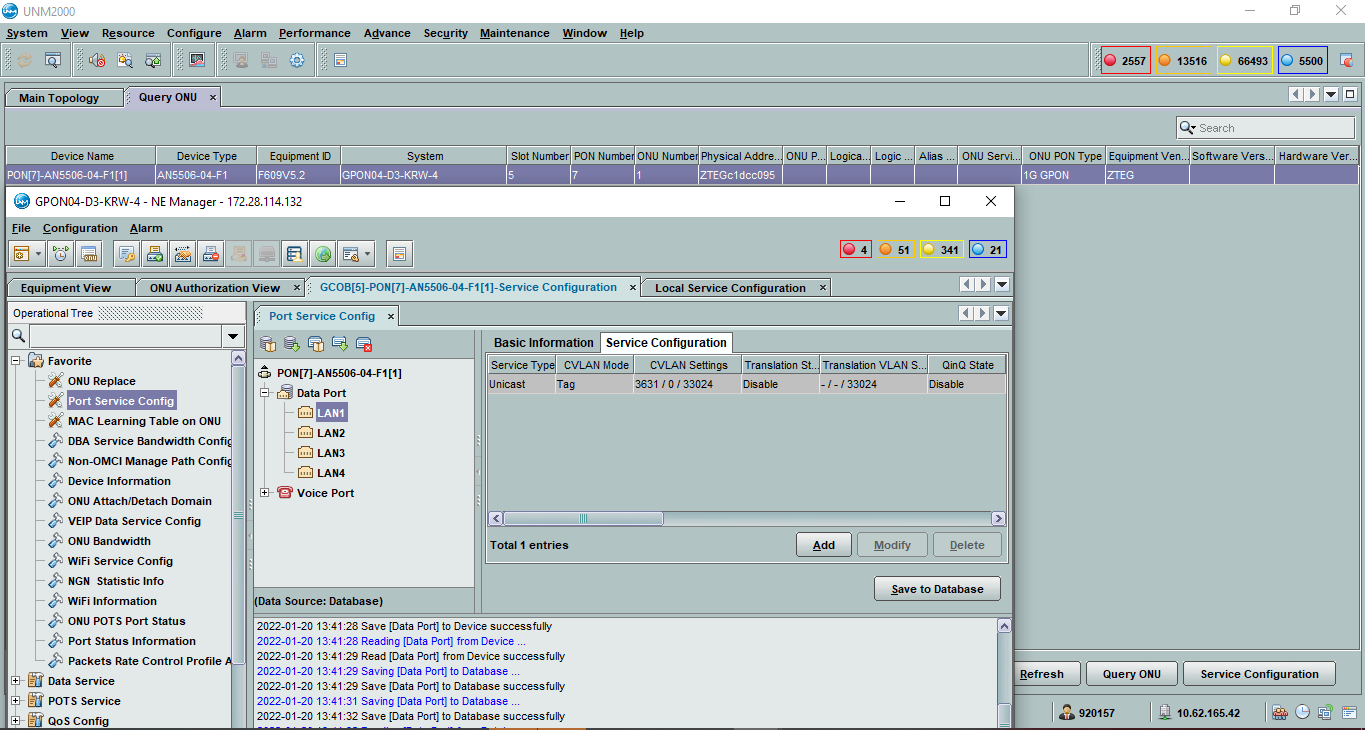 UNM2000
System View Resource Configure Alarm Performance Advance Security Maintenance Window Help
2557 13516 66493 5500
Main Topology Query ONU ×
Search
Device Name Device Type Equipment ID System Slot Number PON Number ONU Number Physical Addre... ONU P... Logica... Logic ... Alias ... ONU Servi... ONU PON Type Equipment Ven... Software Vers... Hardware Ver...
PON[7]-AN5506-04-F1[1] AN5506-04-F1 F609V5.2 GPON04-D3-KRW-4 5 7 1 ZTEGc1dcc095 1G GPON ZTEG
GPON04-D3-KRW-4 - NE Manager - 172.28.114.132
File Configuration Alarm
4 51 341 21
Equipment View ONU Authorization View × GCOB[5]-PON[7]-AN5506-04-F1[1]-Service Configuration × Local Service Configuration ×
Operational Tree
Port Service Config ×
Favorite
ONU Replace
Port Service Config
MAC Learning Table on ONU
DBA Service Bandwidth Config
Non-OMCI Manage Path Config
Device Information
ONU Attach/Detach Domain
VEIP Data Service Config
ONU Bandwidth
WiFi Service Config
NGN Statistic Info
WiFi Information
ONU POTS Port Status
Port Status Information
Packets Rate Control Profile A
Data Service
POTS Service
QoS Config
PON[7]-AN5506-04-F1[1]
Data Port
LAN1
LAN2
LAN3
LAN4
Voice Port
(Data Source: Database)
Basic Information Service Configuration
Service Type CVLAN Mode CVLAN Settings Translation St... Translation VLAN S... QinQ State
Unicast Tag 3631 / 0 / 33024 Disable - / - / 33024 Disable
Total 1 entries
Add Modify Delete
Save to Database
2022-01-20 13:41:28 Save [Data Port] to Device successfully
2022-01-20 13:41:28 Reading [Data Port] from Device ...
2022-01-20 13:41:29 Read [Data Port] from Device successfully
2022-01-20 13:41:29 Saving [Data Port] to Database ...
2022-01-20 13:41:29 Save [Data Port] to Database successfully
2022-01-20 13:41:31 Saving [Data Port] to Database ...
2022-01-20 13:41:32 Save [Data Port] to Database successfully
Refresh Query ONU Service Configuration
920157 10.62.165.42